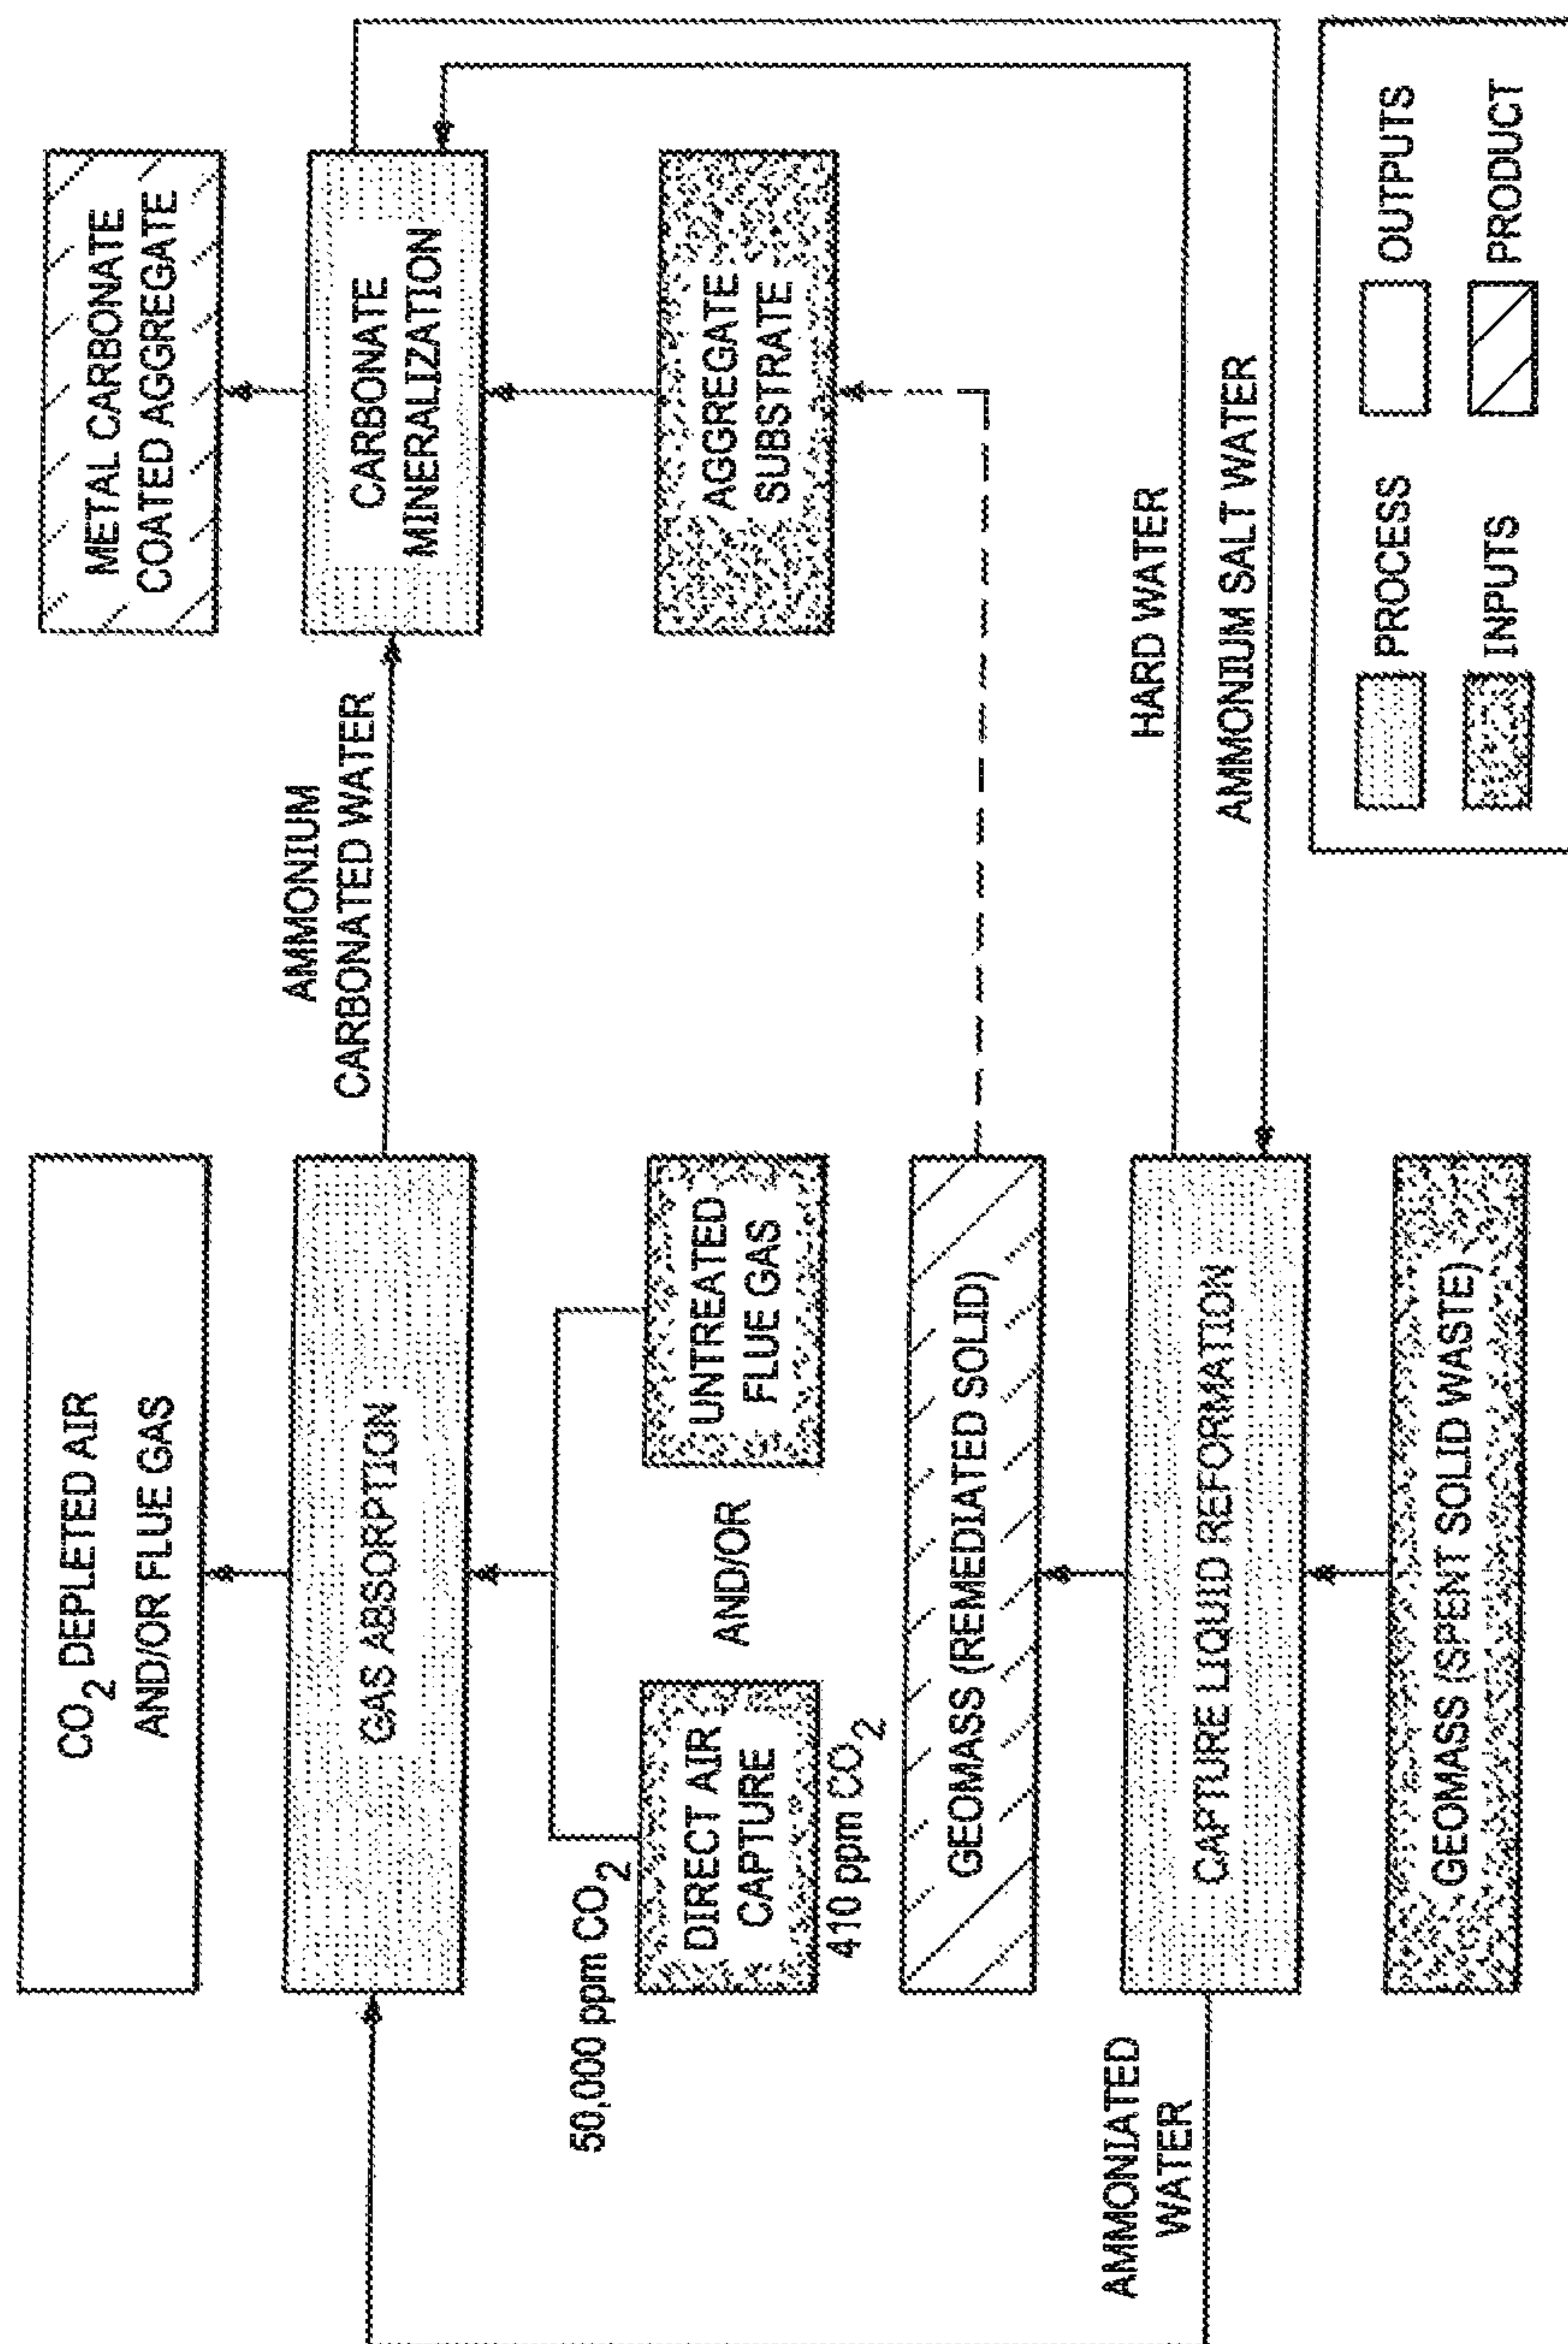 CO2 DEPLETED AIR
AND/OR FLUE GAS
GAS ABSORPTION
50,000 ppm CO2
DIRECT AIR
CAPTURE
410 ppm CO2
AND/OR
UNTREATED
FLUE GAS
AMMONIUM
CARBONATED WATER
METAL CARBONATE
COATED AGGREGATE
CARBONATE
MINERALIZATION
AGGREGATE
SUBSTRATE
GEOMASS (REMEDIATED SOLID)
CAPTURE LIQUID REFORMATION
GEOMASS (SPENT SOLID WASTE)
AMMONIATED
WATER
HARD WATER
AMMONIUM SALT WATER
PROCESS
OUTPUTS
INPUTS
PRODUCT